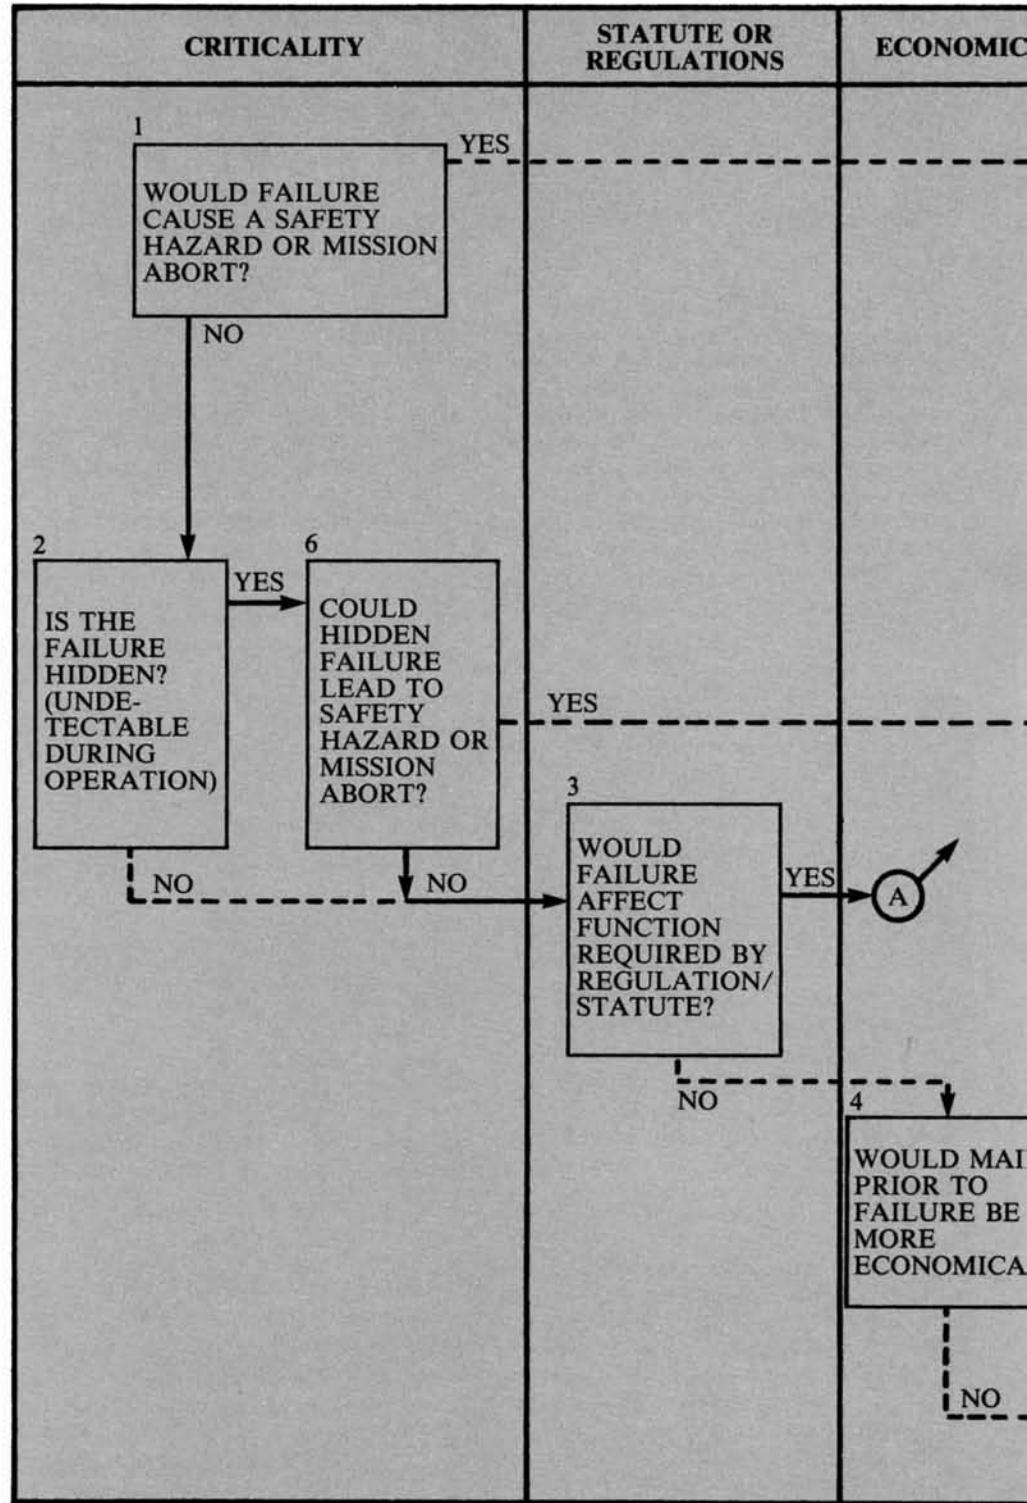 CRITICALITY
STATUTE OR
REGULATIONS
ECONOMIC
1
YES
WOULD FAILURE
CAUSE A SAFETY
HAZARD OR MISSION
ABORT?
NO
2
YES
IS THE
FAILURE
HIDDEN?
(UNDE-
TECTABLE
DURING
OPERATION)
NO
6
COULD
HIDDEN
FAILURE
LEAD TO
SAFETY
HAZARD OR
MISSION
ABORT?
YES
NO
3
WOULD
FAILURE
AFFECT
FUNCTION
REQUIRED BY
REGULATION/
STATUTE?
YES
A
NO
4
WOULD MAI
PRIOR TO
FAILURE BE
MORE
ECONOMICA
NO